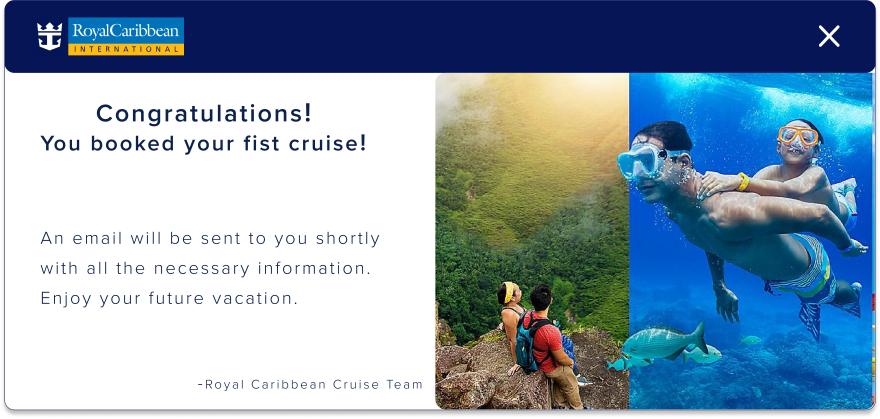 RoyalCaribbean
INTERNATIONAL
Congratulations!
You booked your fist cruise!
An email will be sent to you shortly
with all the necessary information.
Enjoy your future vacation.
-Royal Caribbean Cruise Team